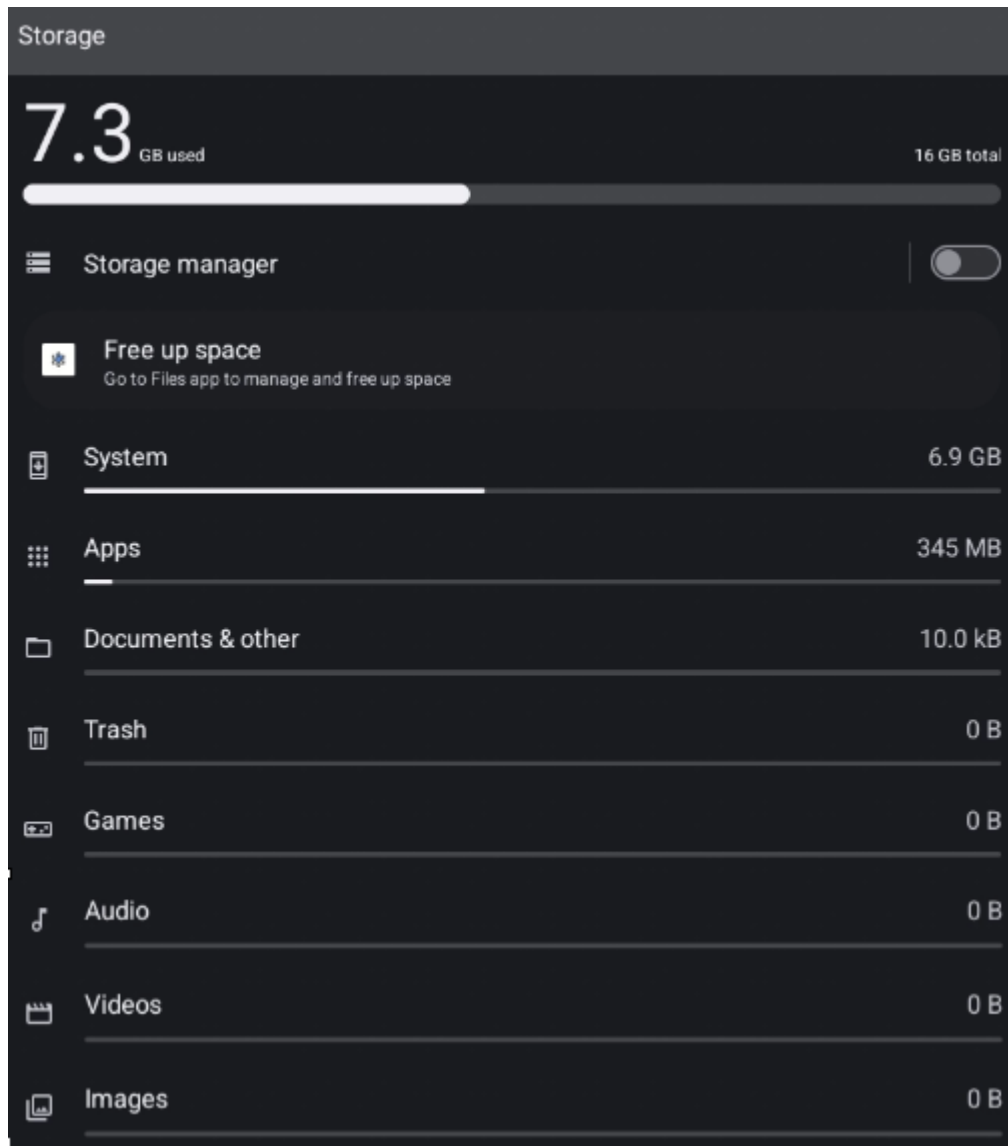 Storage
7.3 GB used
16 GB total
Storage manager
Free up space
Go to Files app to manage and free up space
System
6.9 GB
Apps
345 MB
Documents & other
10.0 kB
Trash
0 B
Games
0 B
Audio
0 B
Videos
0 B
Images
0 B